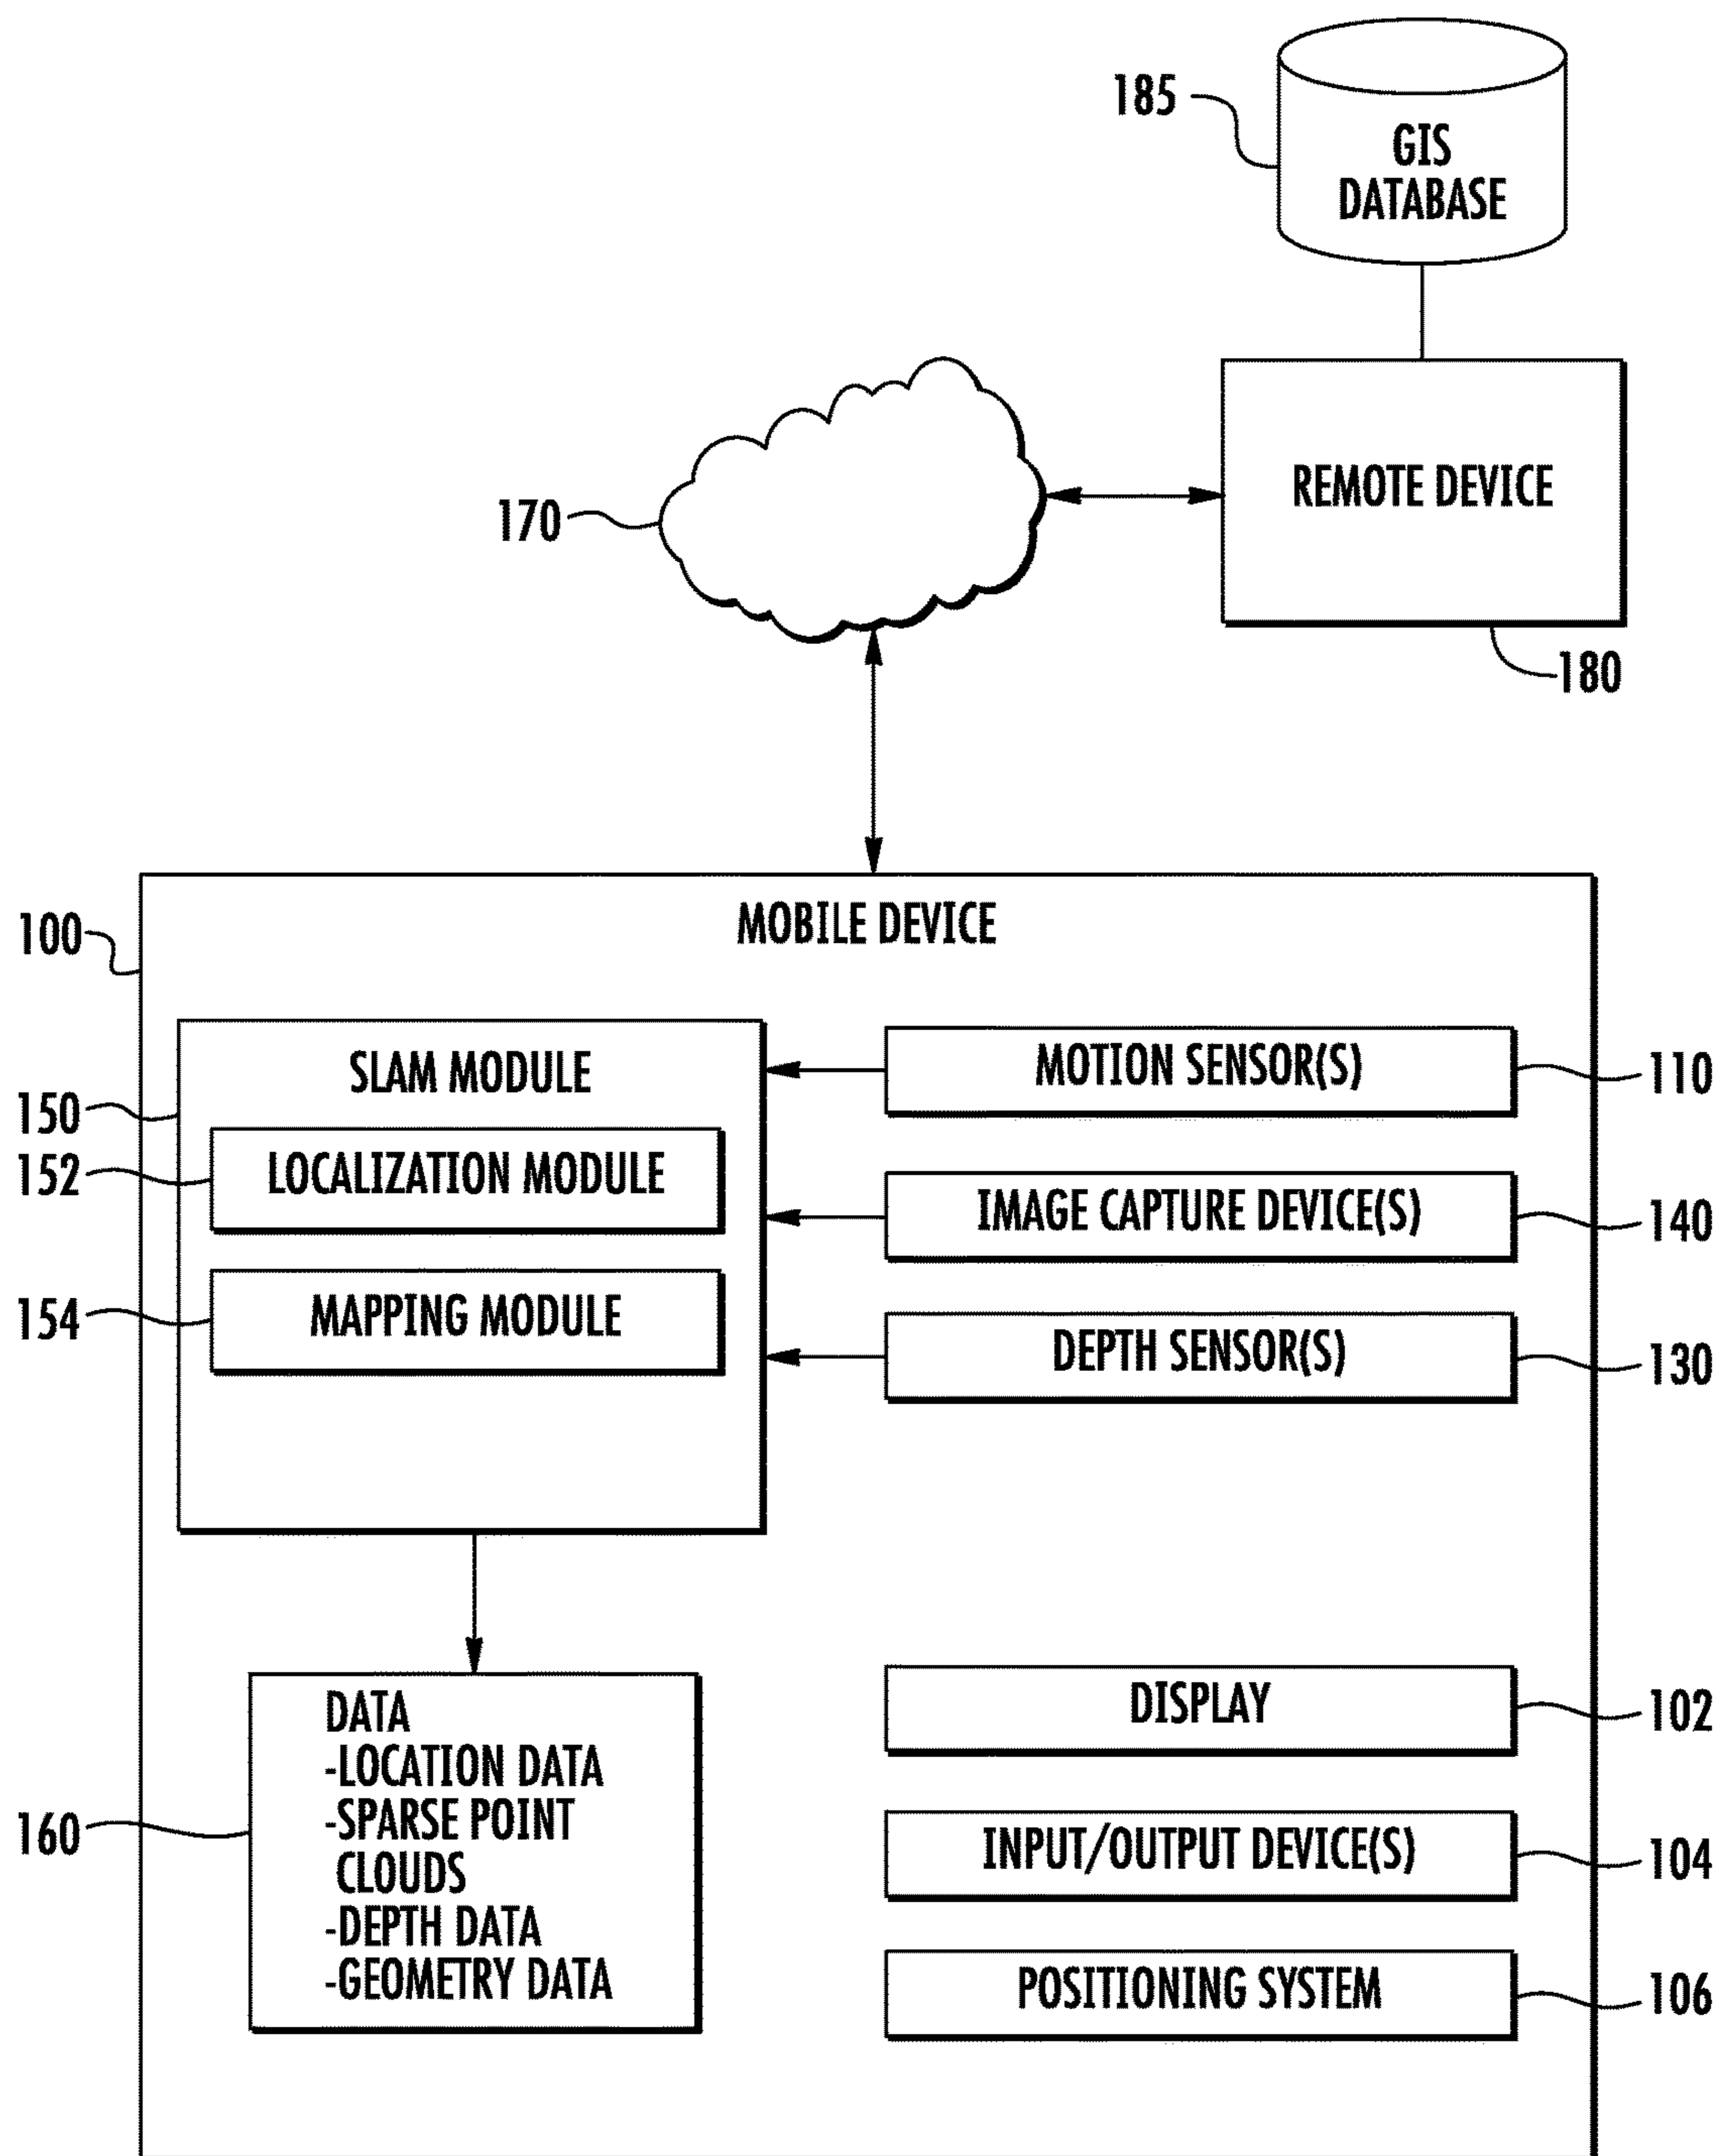 185
GIS
DATABASE
170
REMOTE DEVICE
180
MOBILE DEVICE
100
SLAM MODULE
MOTION SENSOR(S)
110
150
152
LOCALIZATION MODULE
IMAGE CAPTURE DEVICE(S)
140
154
MAPPING MODULE
DEPTH SENSOR(S)
130
160
DATA
-LOCATION DATA
-SPARSE POINT
CLOUDS
-DEPTH DATA
-GEOMETRY DATA
DISPLAY
102
INPUT/OUTPUT DEVICE(S)
104
POSITIONING SYSTEM
106